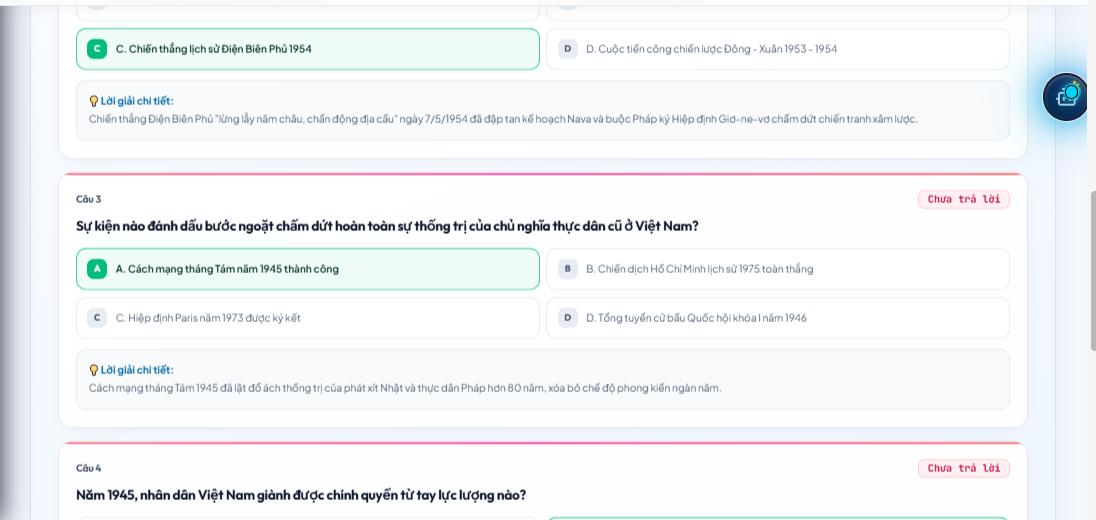 C
C. Chiến thắng lịch sử Điện Biên Phủ 1954
D
D. Cuộc tiến công chiến lược Đông - Xuân 1953 - 1954
Lời giải chi tiết:
Chiến thắng Điện Biên Phủ "lừng lẫy năm châu, chấn động địa cầu" ngày 7/5/1954 đã đập tan kế hoạch Nava và buộc Pháp ký Hiệp định Giơ-ne-vơ chấm dứt chiến tranh xâm lược.
Câu 3
Chưa trả lời
Sự kiện nào đánh dấu bước ngoặt chấm dứt hoàn toàn sự thống trị của chủ nghĩa thực dân cũ ở Việt Nam?
A
A. Cách mạng tháng Tám năm 1945 thành công
B
B. Chiến dịch Hồ Chí Minh lịch sử 1975 toàn thắng
C
C. Hiệp định Paris năm 1973 được ký kết
D
D. Tổng tuyển cử bầu Quốc hội khóa I năm 1946
Lời giải chi tiết:
Cách mạng tháng Tám 1945 đã lật đổ ách thống trị của phát xít Nhật và thực dân Pháp hơn 80 năm, xóa bỏ chế độ phong kiến ngàn năm.
Câu 4
Chưa trả lời
Năm 1945, nhân dân Việt Nam giành được chính quyền từ tay lực lượng nào?